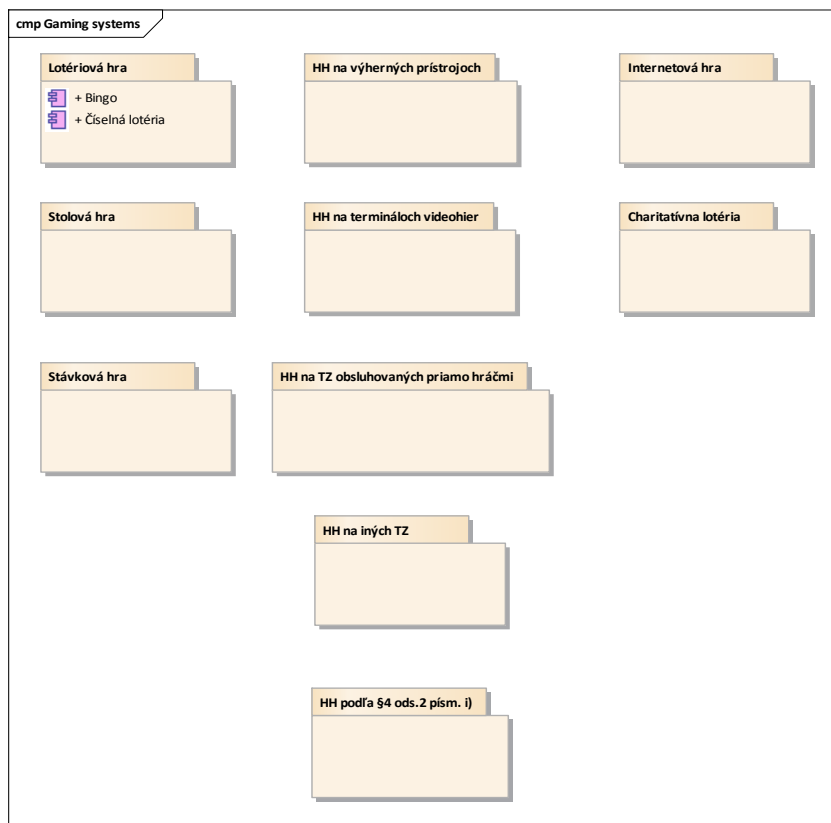 cmp Gaming systems
Lotériová hra
+ Bingo
+ Číselná lotéria
HH na výherných prístrojoch
Internetová hra
Stolová hra
HH na termináloch videohier
Charitatívna lotéria
Stávková hra
HH na TZ obsluhovaných priamo hráčmi
HH na iných TZ
HH podľa §4 ods.2 písm. i)